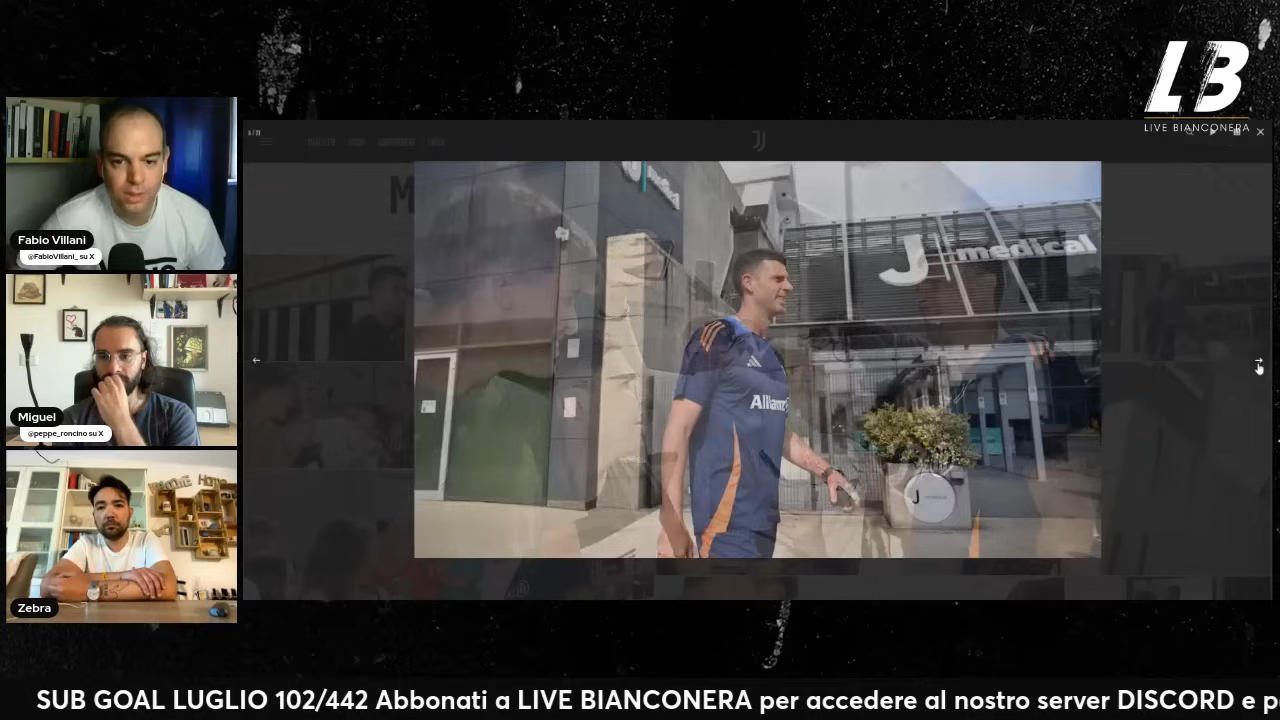 LB
LIVE BIANCONERA
Fabio Villani
@FabioVillani_ su X
Miguel
@peppe_roncino su X
Zebra
M
J medical
Allianz
SUB GOAL LUGLIO 102/442 Abbonati a LIVE BIANCONERA per accedere al nostro server DISCORD e p